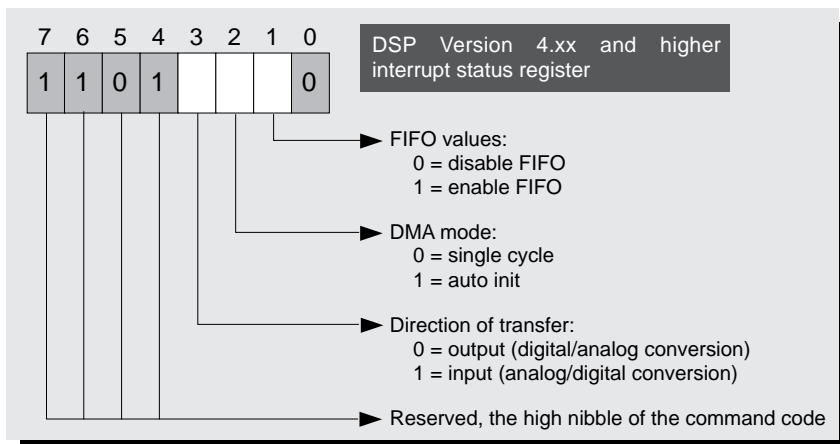 7 6 5 4 3 2 1 0
1 1 0 1 0
DSP Version 4.xx and higher
interrupt status register
FIFO values:
0 = disable FIFO
1 = enable FIFO
DMA mode:
0 = single cycle
1 = auto init
Direction of transfer:
0 = output (digital/analog conversion)
1 = input (analog/digital conversion)
Reserved, the high nibble of the command code